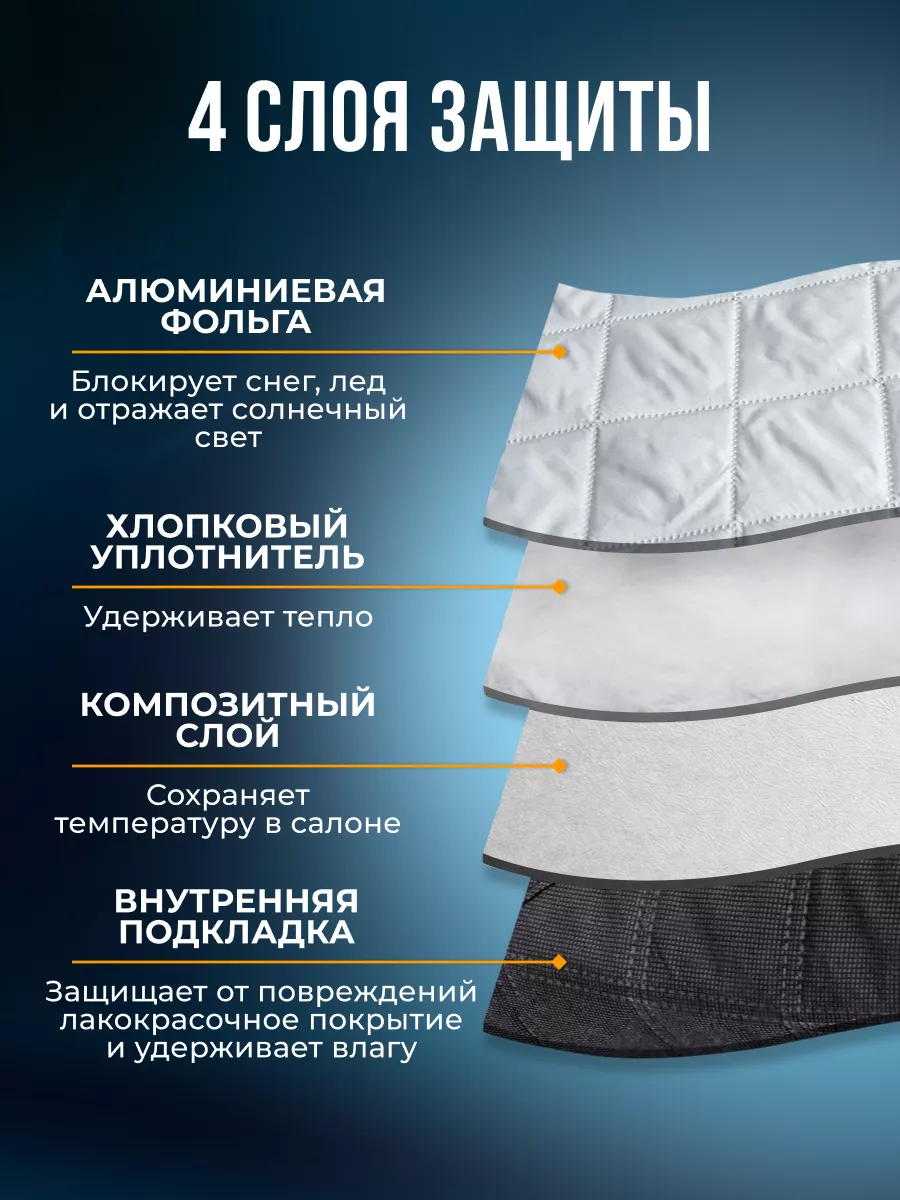 4 СЛОЯ ЗАЩИТЫ
АЛЮМИНИЕВАЯ
ФОЛЬГА
Блокирует снег, лед
и отражает солнечный
свет
ХЛОПКОВЫЙ
УПЛОТНИТЕЛЬ
Удерживает тепло
КОМПОЗИТНЫЙ
СЛОЙ
Сохраняет
температуру в салоне
ВНУТРЕННЯЯ
ПОДКЛАДКА
Защищает от повреждений
лакокрасочное покрытие
и удерживает влагу